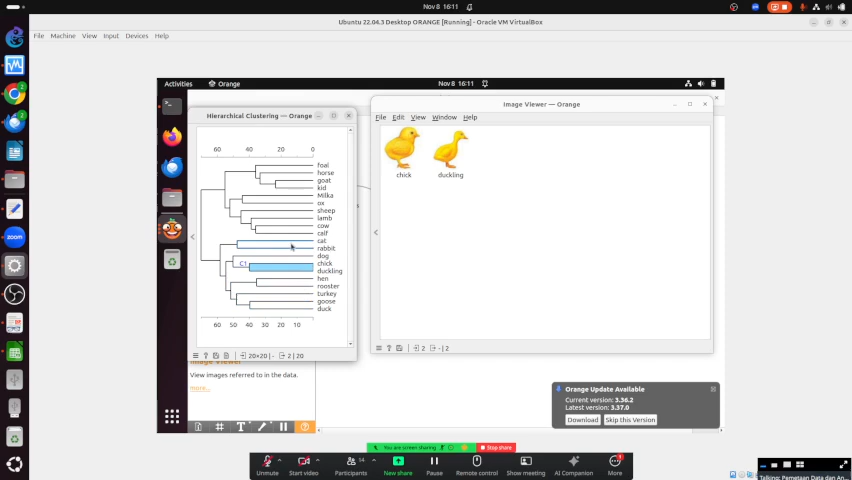 Nov 8 16:11
Ubuntu 22.04.3 Desktop ORANGE [Running] - Oracle VM VirtualBox
File Machine View Input Devices Help
Activities Orange Nov 8 16:11
Hierarchical Clustering — Orange
60 40 20 0
foal
horse
goat
kid
Milka
ox
sheep
lamb
cow
calf
cat
rabbit
dog
C1 chick
duckling
hen
rooster
turkey
goose
duck
60 50 40 30 20 10
20×20 | - 2 | 20
Image Viewer — Orange
File Edit View Window Help
chick duckling
2 - | 2
View images referred to in the data.
more...
Orange Update Available
Current version: 3.36.2
Latest version: 3.37.0
Download Skip this Version
You are screen sharing Stop share
Unmute Start video Participants 14 New share Pause Remote control Show meeting AI Companion More 1
zoom
Talking: Pemetaan Data dan An...